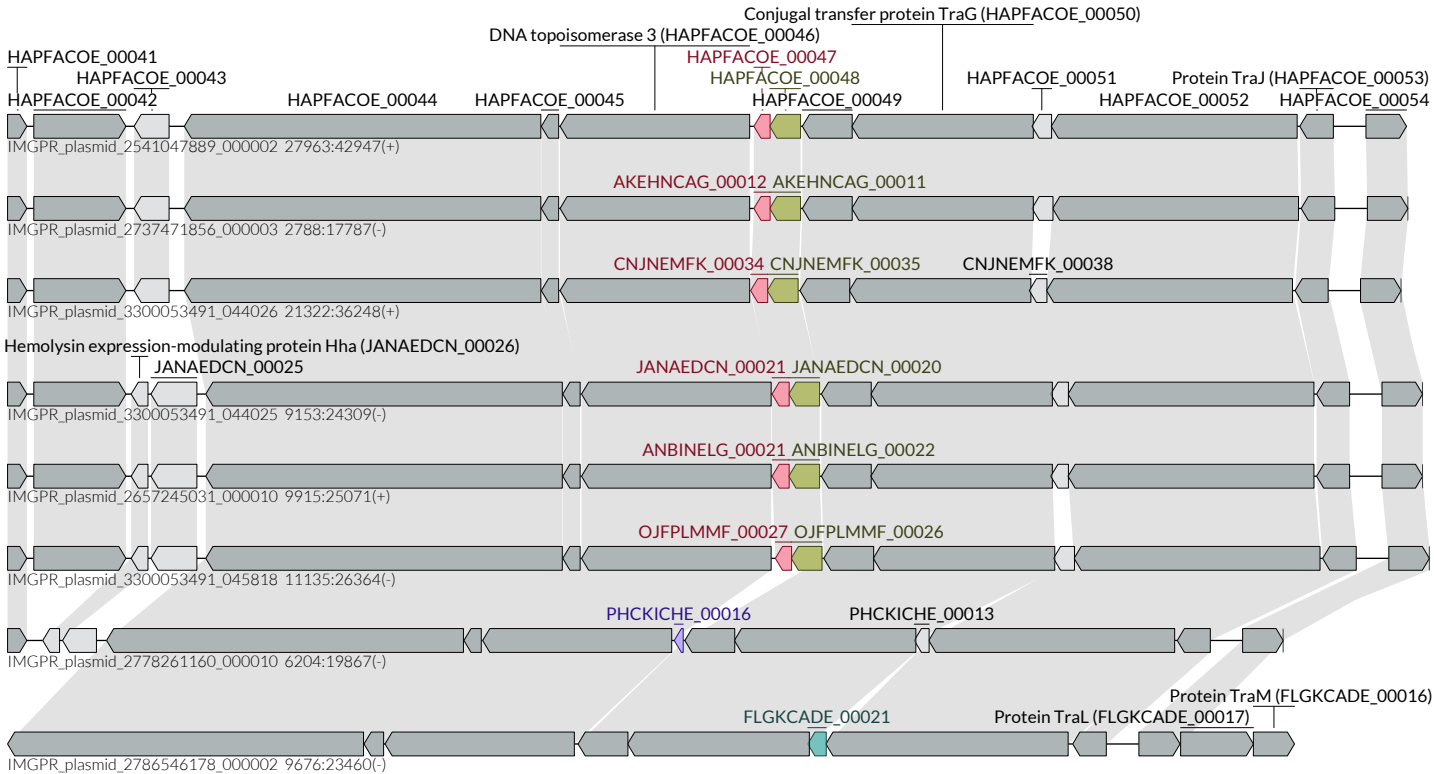 Conjugal transfer protein TraG (HAPFACOE_00050)
DNA topoisomerase 3 (HAPFACOE_00046)
HAPFACOE_00041 HAPFACOE_00047
HAPFACOE_00043 HAPFACOE_00048 HAPFACOE_00051 Protein TraJ (HAPFACOE_00053)
HAPFACOE_00042 HAPFACOE_00044 HAPFACOE_00045 HAPFACOE_00049 HAPFACOE_00052 HAPFACOE_00054
IMGPR_plasmid_2541047889_000002 27963:42947(+)
AKEHNCAG_00012 AKEHNCAG_00011
IMGPR_plasmid_2737471856_000003 2788:17787(-)
CNJNEMFK_00034 CNJNEMFK_00035 CNJNEMFK_00038
IMGPR_plasmid_3300053491_044026 21322:36248(+)
Hemolysin expression-modulating protein Hha (JANAEDCN_00026)
JANAEDCN_00025 JANAEDCN_00021 JANAEDCN_00020
IMGPR_plasmid_3300053491_044025 9153:24309(-)
ANBINELG_00021 ANBINELG_00022
IMGPR_plasmid_2657245031_000010 9915:25071(+)
OJFPLMMF_00027 OJFPLMMF_00026
IMGPR_plasmid_3300053491_045818 11135:26364(-)
PHCKICHE_00016 PHCKICHE_00013
IMGPR_plasmid_2778261160_000010 6204:19867(-)
Protein TraM (FLGKCADE_00016)
FLGKCADE_00021 Protein TraL (FLGKCADE_00017)
IMGPR_plasmid_2786546178_000002 9676:23460(-)